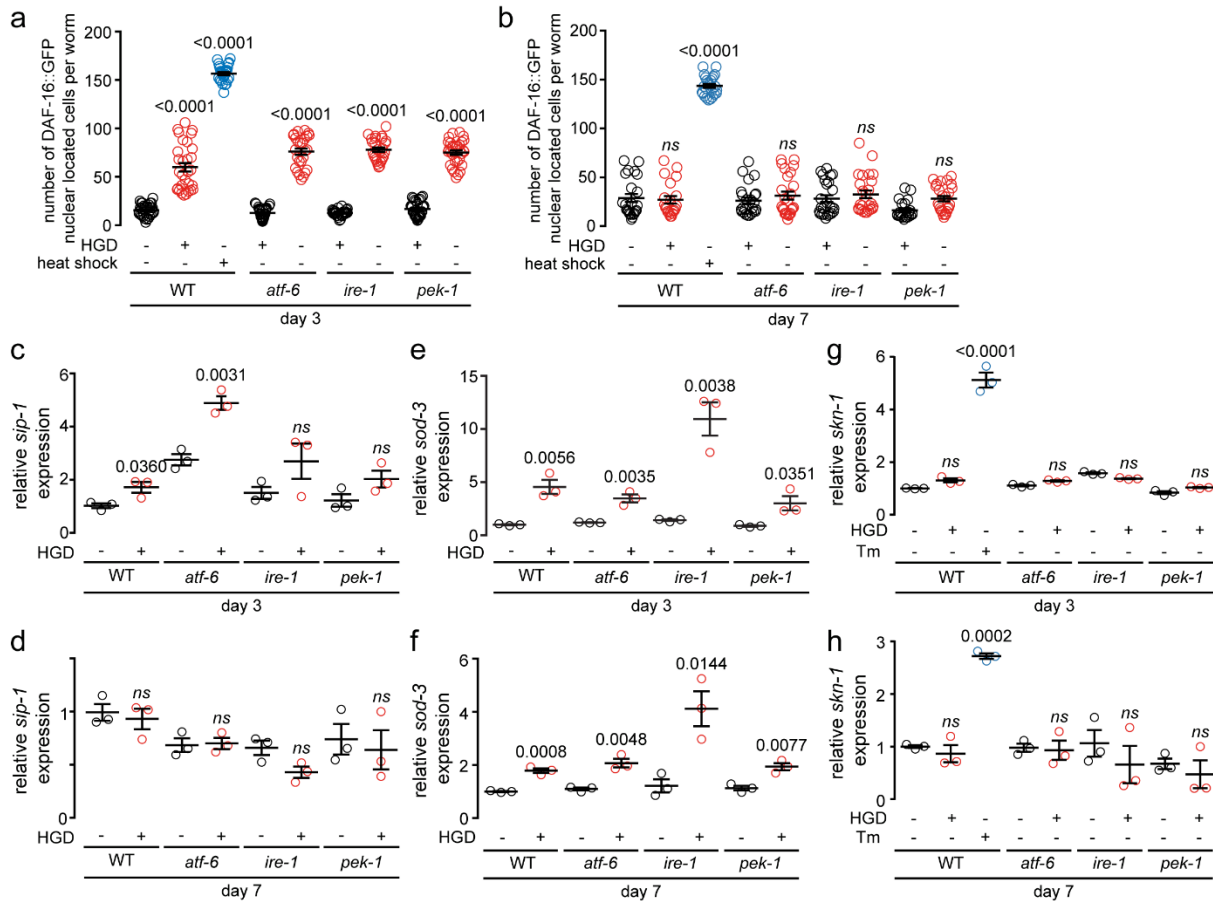 a
number of DAF-16::GFP
nuclear located cells per worm
200
150
100
50
0
<0.0001
<0.0001
<0.0001
<0.0001
<0.0001
HGD - + - + - + - + -
heat shock - - + - - - - - -
WT atf-6 ire-1 pek-1
day 3
b
number of DAF-16::GFP
nuclear located cells per worm
200
150
100
50
0
ns
<0.0001
ns
ns
ns
HGD - + - + - + - + -
heat shock - - + - - - - - -
WT atf-6 ire-1 pek-1
day 7
c
relative sip-1
expression
6
4
2
0
0.0360
0.0031
ns
ns
HGD - + - + - + - +
WT atf-6 ire-1 pek-1
day 3
e
relative sod-3
expression
15
10
5
0
0.0056
0.0035
0.0038
0.0351
HGD - + - + - + - +
WT atf-6 ire-1 pek-1
day 3
g
relative skn-1
expression
6
4
2
0
ns
<0.0001
ns
ns
ns
HGD - + - - + - + - +
Tm - - + - - - - - -
WT atf-6 ire-1 pek-1
day 3
d
relative sip-1
expression
1
0
ns
ns
ns
ns
HGD - + - + - + - +
WT atf-6 ire-1 pek-1
day 7
f
relative sod-3
expression
6
4
2
0
0.0008
0.0048
0.0144
0.0077
HGD - + - + - + - +
WT atf-6 ire-1 pek-1
day 7
h
relative skn-1
expression
3
2
1
0
ns
0.0002
ns
ns
ns
HGD - + - - + - + - +
Tm - - + - - - - - -
WT atf-6 ire-1 pek-1
day 7